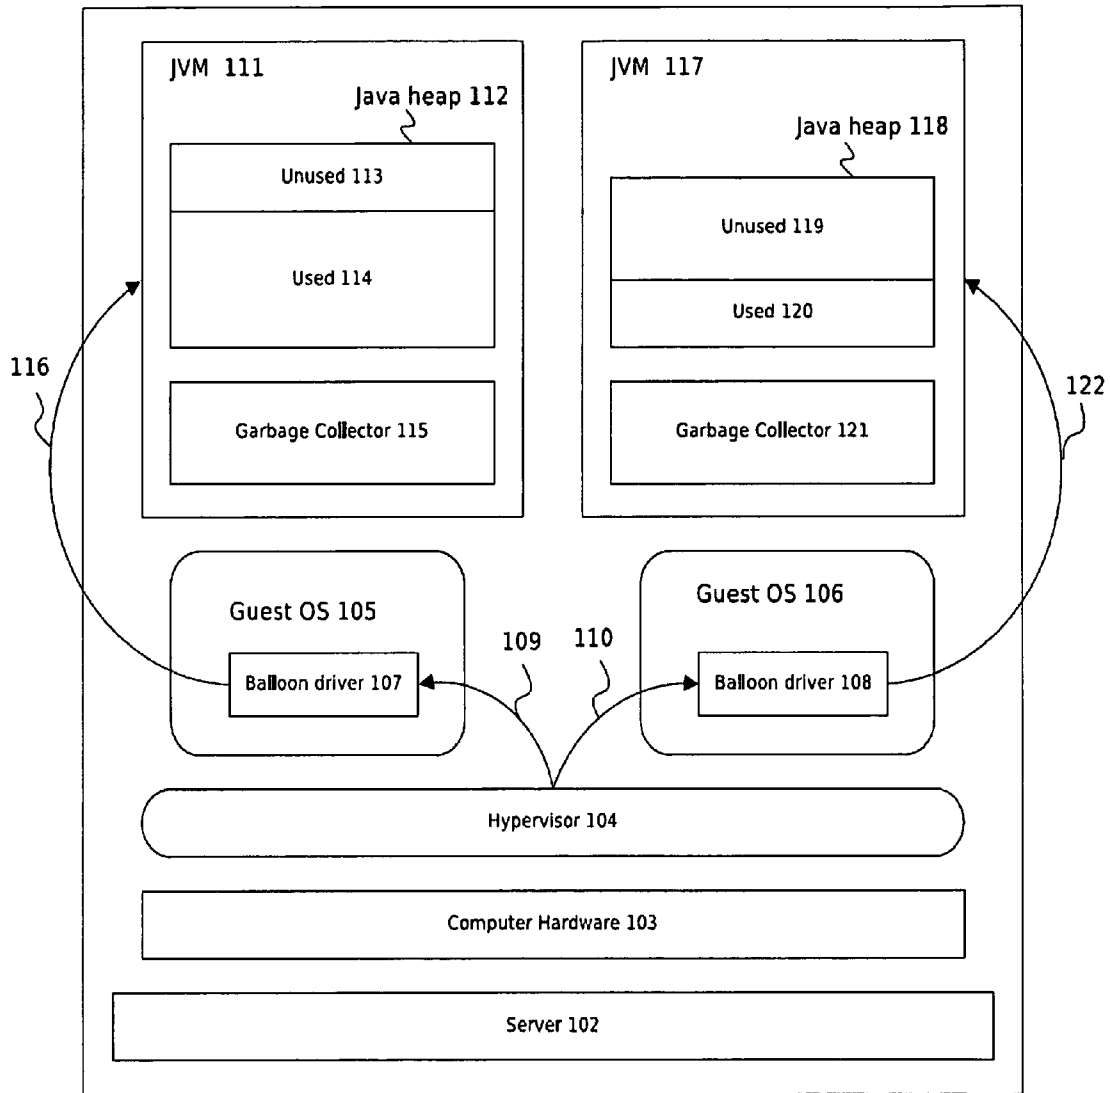 JVM 111
JVM 117
Java heap 112
Java heap 118
Unused 113
Unused 119
Used 114
Used 120
116
122
Garbage Collector 115
Garbage Collector 121
Guest OS 105
Guest OS 106
109
110
Balloon driver 107
Balloon driver 108
Hypervisor 104
Computer Hardware 103
Server 102